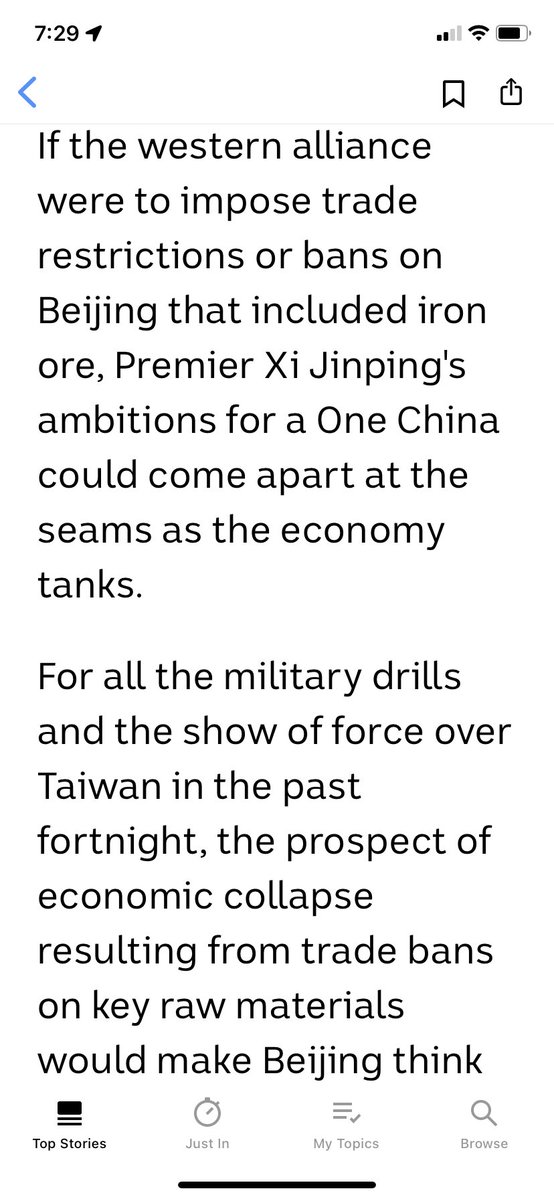 7:29
If the western alliance
were to impose trade
restrictions or bans on
Beijing that included iron
ore, Premier Xi Jinping's
ambitions for a One China
could come apart at the
seams as the economy
tanks.
For all the military drills
and the show of force over
Taiwan in the past
fortnight, the prospect of
economic collapse
resulting from trade bans
on key raw materials
would make Beijing think
Top Stories
Just In
My Topics
Browse